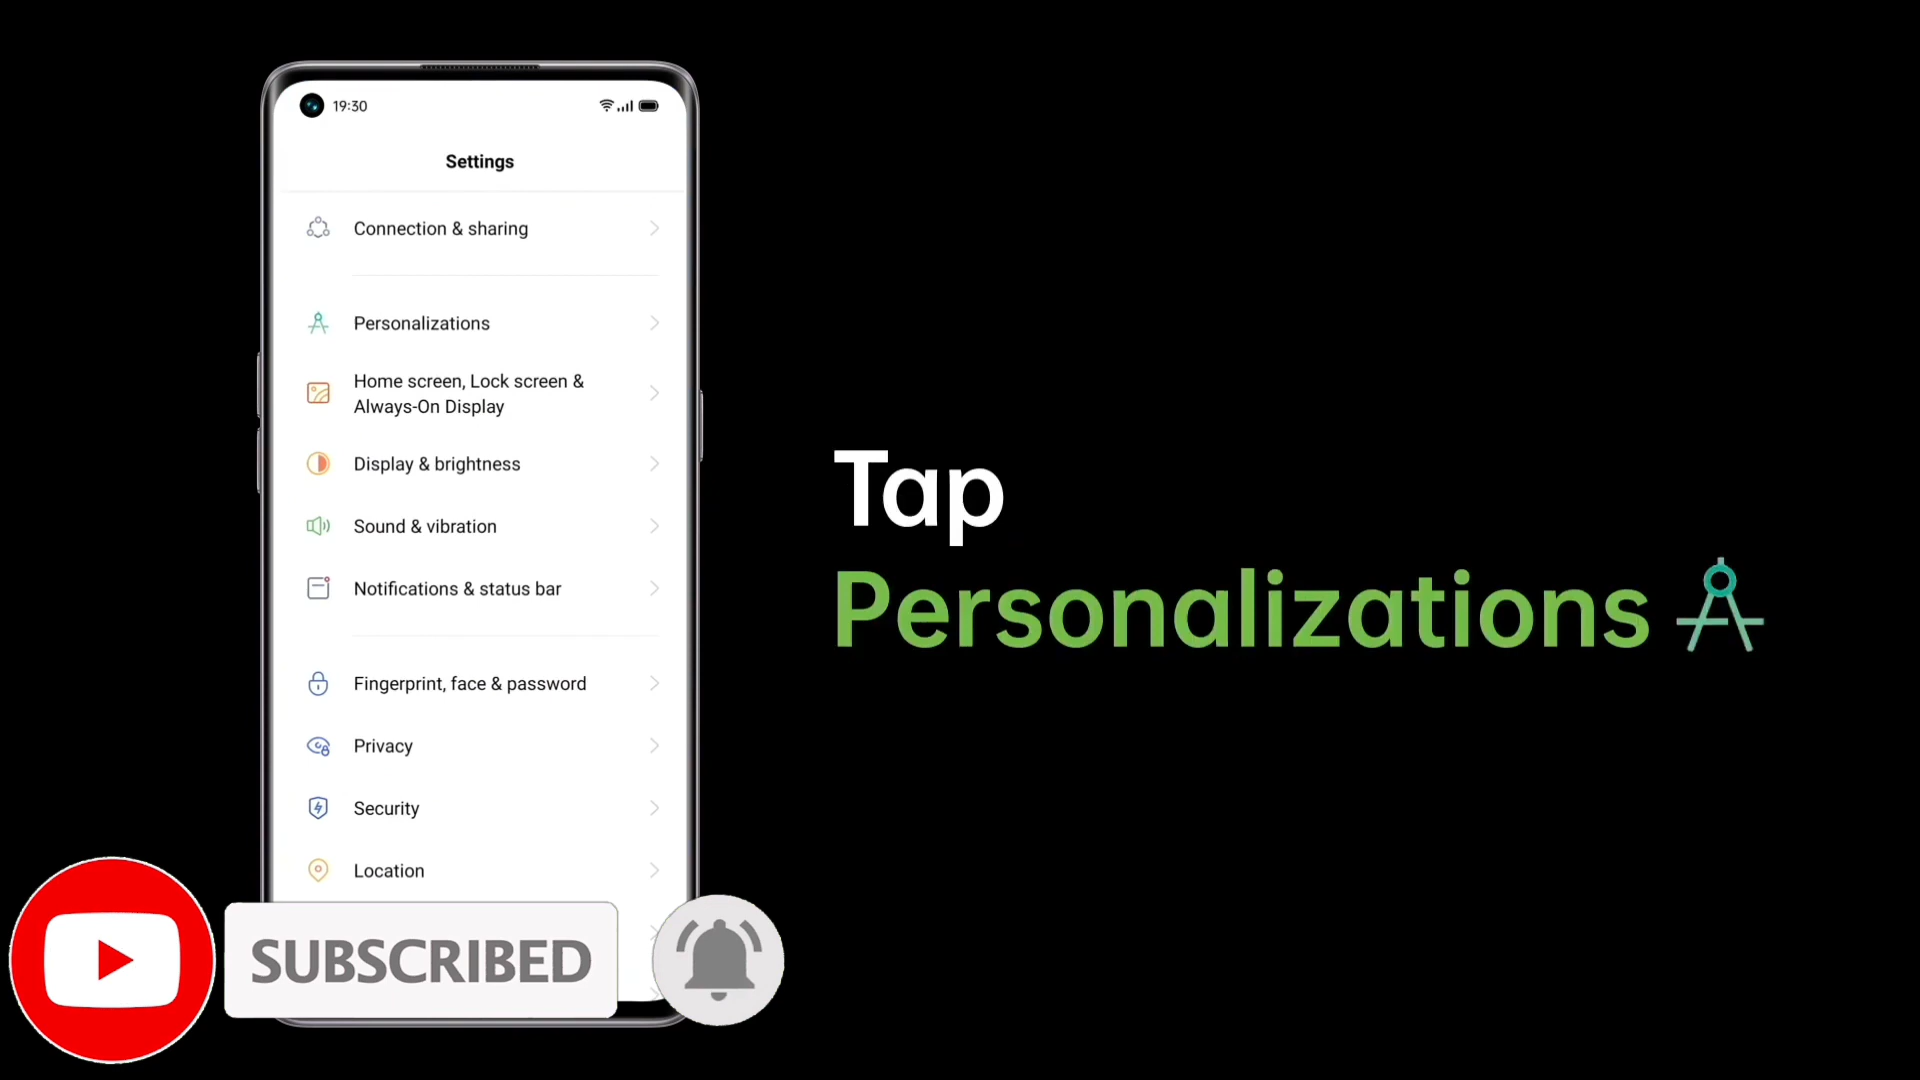 19:30
Settings
Connection & sharing
Personalizations
Home screen, Lock screen &
Always-On Display
Display & brightness
Sound & vibration
Notifications & status bar
Fingerprint, face & password
Privacy
Security
Location
Tap
Personalizations
SUBSCRIBED